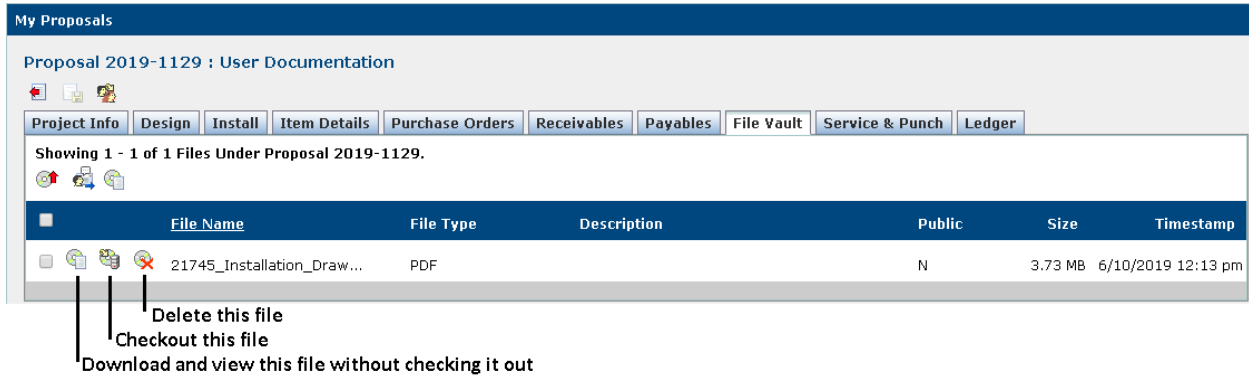 My Proposals
Proposal 2019-1129 : User Documentation
Project Info Design Install Item Details Purchase Orders Receivables Payables File Vault Service & Punch Ledger
Showing 1 - 1 of 1 Files Under Proposal 2019-1129.
File Name File Type Description Public Size Timestamp
21745_Installation_Draw... PDF N 3.73 MB 6/10/2019 12:13 pm
Delete this file
Checkout this file
Download and view this file without checking it out